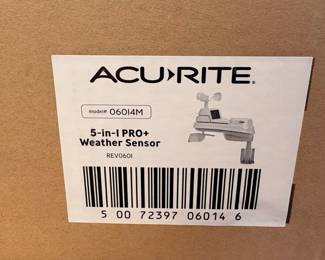 ACU▸RITE®
model# 06014M
5-in-1 PRO+
Weather Sensor
REV0601
5 00 72397 06014 6